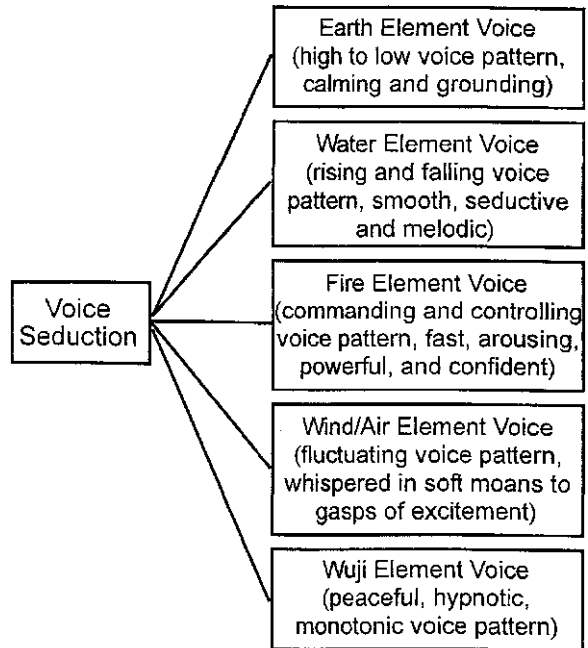 Earth Element Voice
(high to low voice pattern,
calming and grounding)
Water Element Voice
(rising and falling voice
pattern, smooth, seductive
and melodic)
Voice
Seduction
Fire Element Voice
(commanding and controlling
voice pattern, fast, arousing,
powerful, and confident)
Wind/Air Element Voice
(fluctuating voice pattern,
whispered in soft moans to
gasps of excitement)
Wuji Element Voice
(peaceful, hypnotic,
monotonic voice pattern)